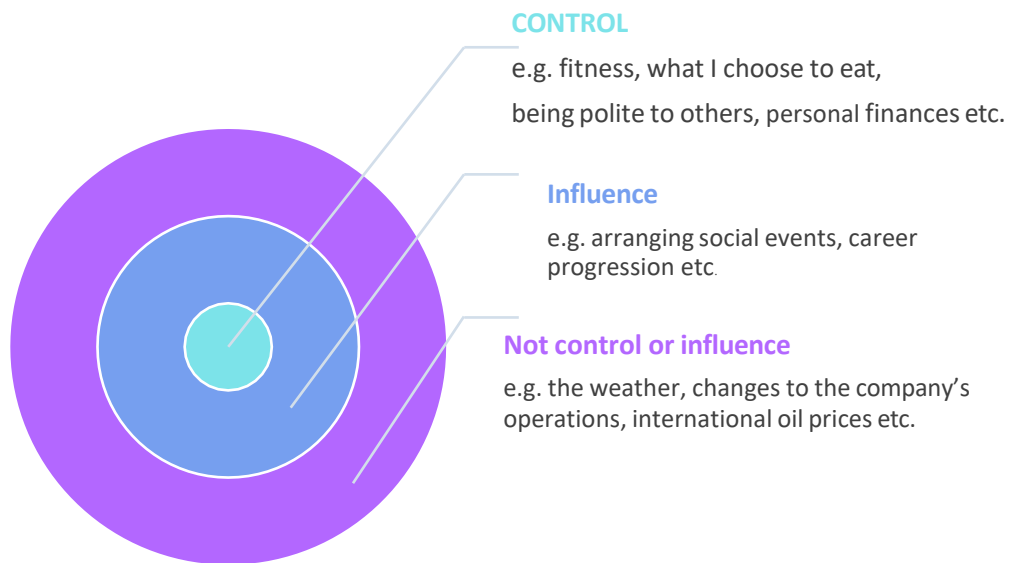 CONTROL
e.g. fitness, what I choose to eat,
being polite to others, personal finances etc.
Influence
e.g. arranging social events, career
progression etc.
Not control or influence
e.g. the weather, changes to the company’s
operations, international oil prices etc.